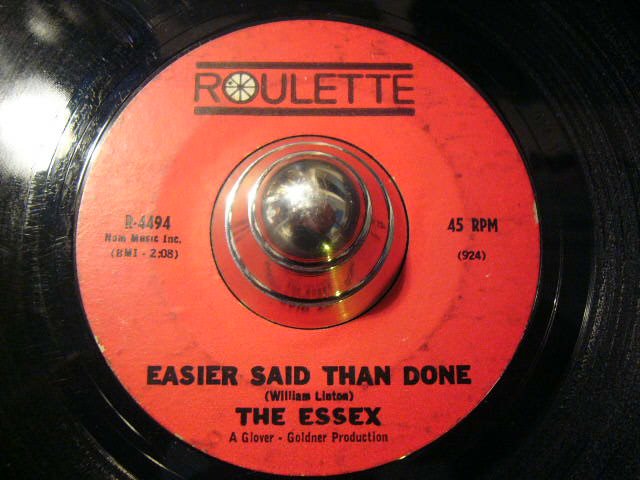 ROULETTE
R-4494
Nom Music Inc.
(BMI - 2:08)
45 RPM
(924)
EASIER SAID THAN DONE
(William Linton)
THE ESSEX
A Glover - Goldner Production